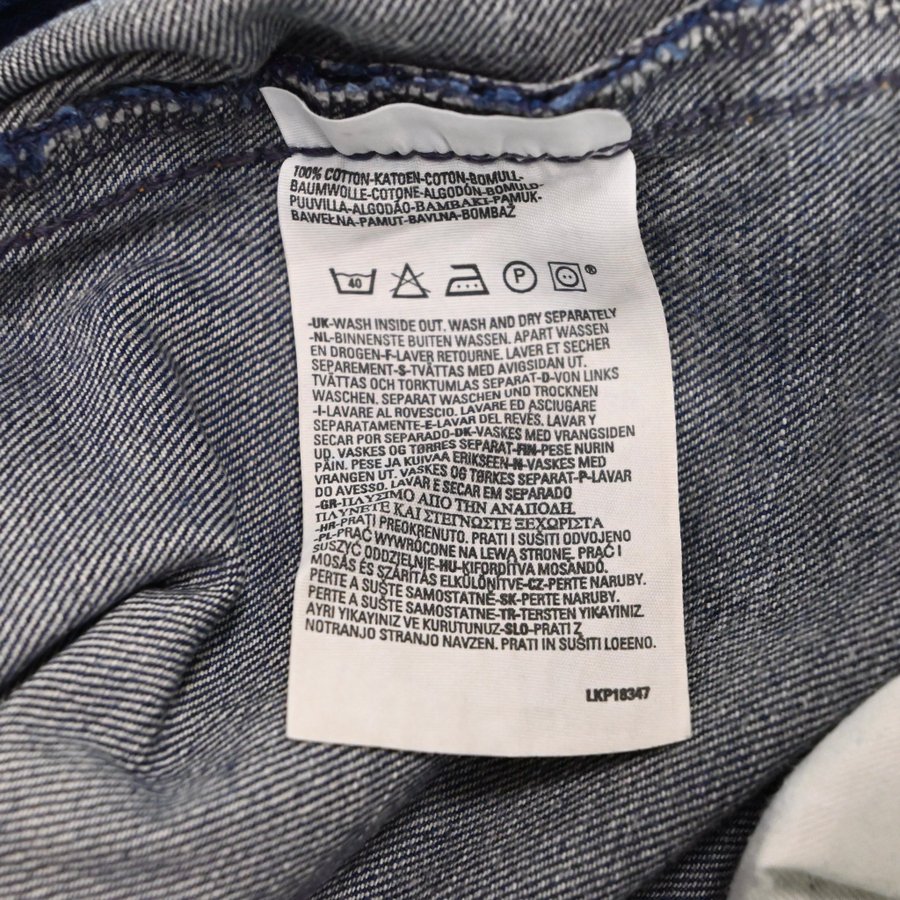 100% COTTON-KATOEN-COTON-BOMULL-
BAUMWOLLE-COTONE-ALGODÓN-BOMULD-
PUUVILLA-ALGODÃO-BAMBAKI-PAMUK-
BAWEŁNA-PAMUT-BAVLNA-BOMBAŽ
40 P ®
-UK-WASH INSIDE OUT. WASH AND DRY SEPARATELY
-NL-BINNENSTE BUITEN WASSEN. APART WASSEN
EN DROGEN-F-LAVER RETOURNE. LAVER ET SECHER
SEPAREMENT-S-TVÄTTAS MED AVIGSIDAN UT.
TVÄTTAS OCH TORKTUMLAS SEPARAT-D-VON LINKS
WASCHEN. SEPARAT WASCHEN UND TROCKNEN
-I-LAVARE AL ROVESCIO. LAVARE ED ASCIUGARE
SEPARATAMENTE-E-LAVAR DEL REVÉS. LAVAR Y
SECAR POR SEPARADO-DK-VASKES MED VRANGSIDEN
UD. VASKES OG TØRRES SEPARAT-FIN-PESE NURIN
PÄIN. PESE JA KUIVAA ERIKSEEN-N-VASKES MED
VRANGEN UT. VASKES OG TØRKES SEPARAT-P-LAVAR
DO AVESSO. LAVAR E SECAR EM SEPARADO
-GR-ΠΛΥΣΙΜΟ ΑΠΟ ΤΗΝ ΑΝΑΠΟΔΗ.
ΠΛΥΝΕΤΕ ΚΑΙ ΣΤΕΓΝΩΣΤΕ ΞΕΧΩΡΙΣΤΑ
-HR-PRATI PREOKRENUTO. PRATI I SUŠITI ODVOJENO
-PL-PRAĆ WYWRÓCONE NA LEWĄ STRONĘ. PRAĆ I
SUSZYĆ ODDZIELNJE-HU-KIFORDÍTVA MOSANDÓ.
MOSÁS ÉS SZÁRÍTÁS ELKÜLÖNÍTVE-CZ-PERTE NARUBY.
PERTE A SUŠTE SAMOSTATNĚ-SK-PERTE NARUBY.
PERTE A SUŠTE SAMOSTATNE-TR-TERSTEN YIKAYINIZ.
AYRI YIKAYINIZ VE KURUTUNUZ-SLO-PRATI Z
NOTRANJO STRANJO NAVZEN. PRATI IN SUŠITI LOEENO.
LKP18347